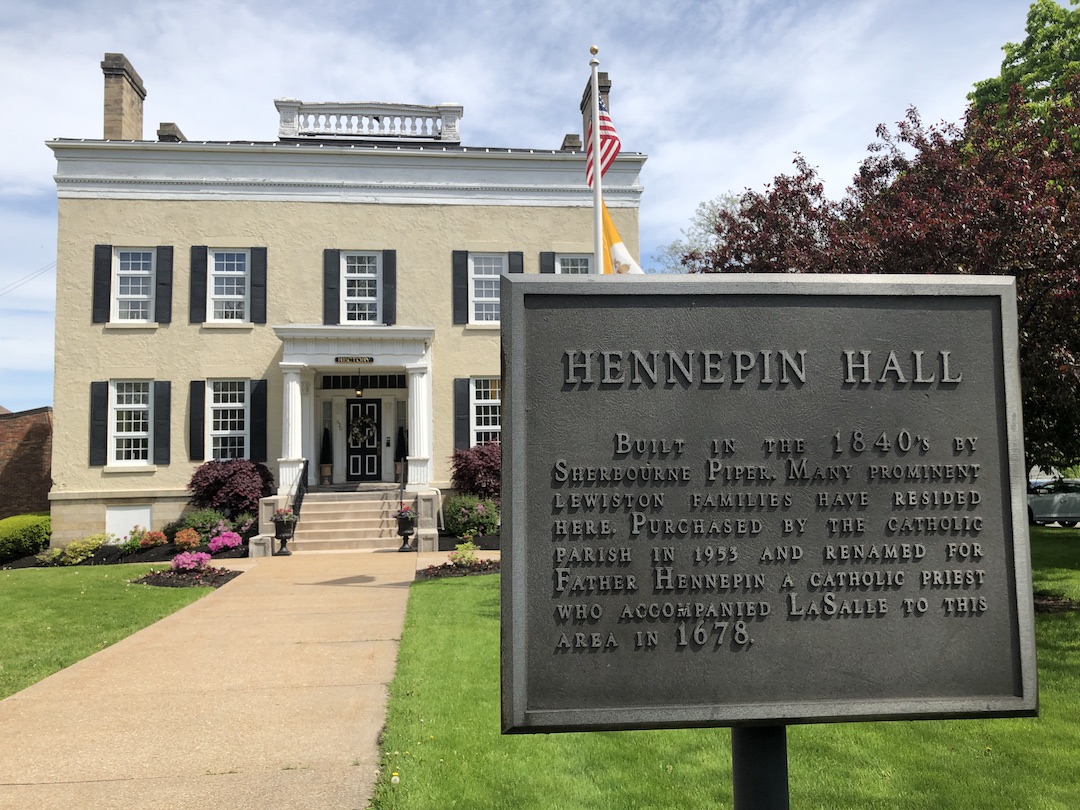 RECTORY
HENNEPIN HALL
BUILT IN THE 1840'S BY
SHERBOURNE PIPER. MANY PROMINENT
LEWISTON FAMILIES HAVE RESIDED
HERE. PURCHASED BY THE CATHOLIC
PARISH IN 1953 AND RENAMED FOR
FATHER HENNEPIN A CATHOLIC PRIEST
WHO ACCOMPANIED LASALLE TO THIS
AREA IN 1678.